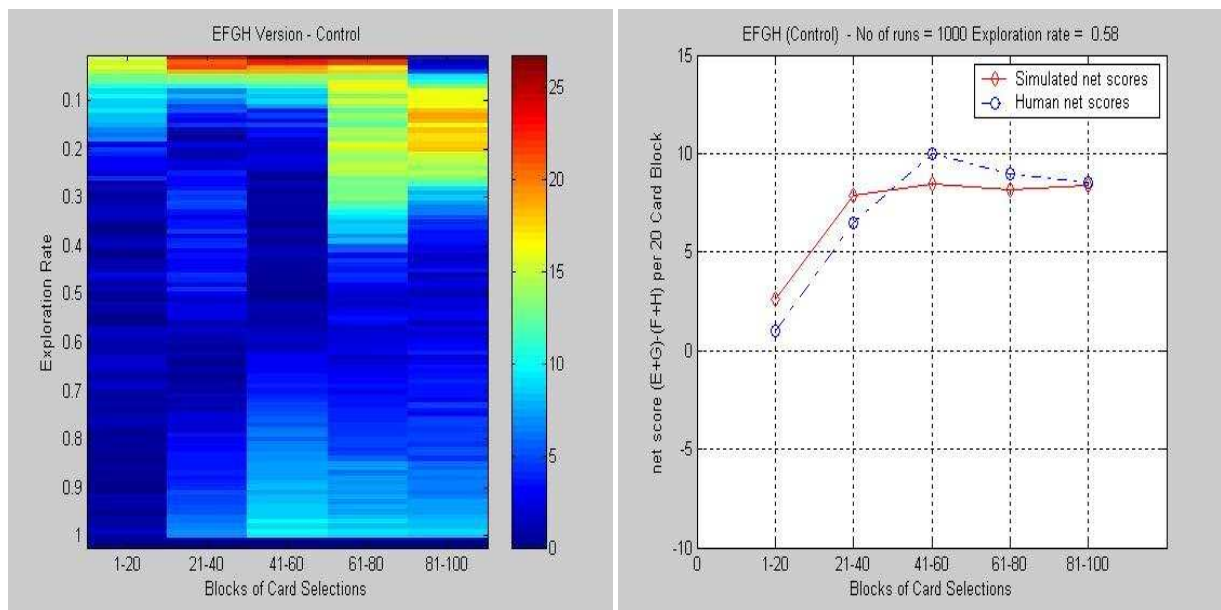 EFGH Version - Control
Exploration Rate
0.1
0.2
0.3
0.4
0.5
0.6
0.7
0.8
0.9
1
1-20 21-40 41-60 61-80 81-100
Blocks of Card Selections
25
20
15
10
5
0
EFGH (Control) - No of runs = 1000 Exploration rate = 0.58
net score (E+G)-(F+H) per 20 Card Block
15
10
5
0
-5
-10
Simulated net scores
Human net scores
0 1-20 21-40 41-60 61-80 81-100
Blocks of Card Selections